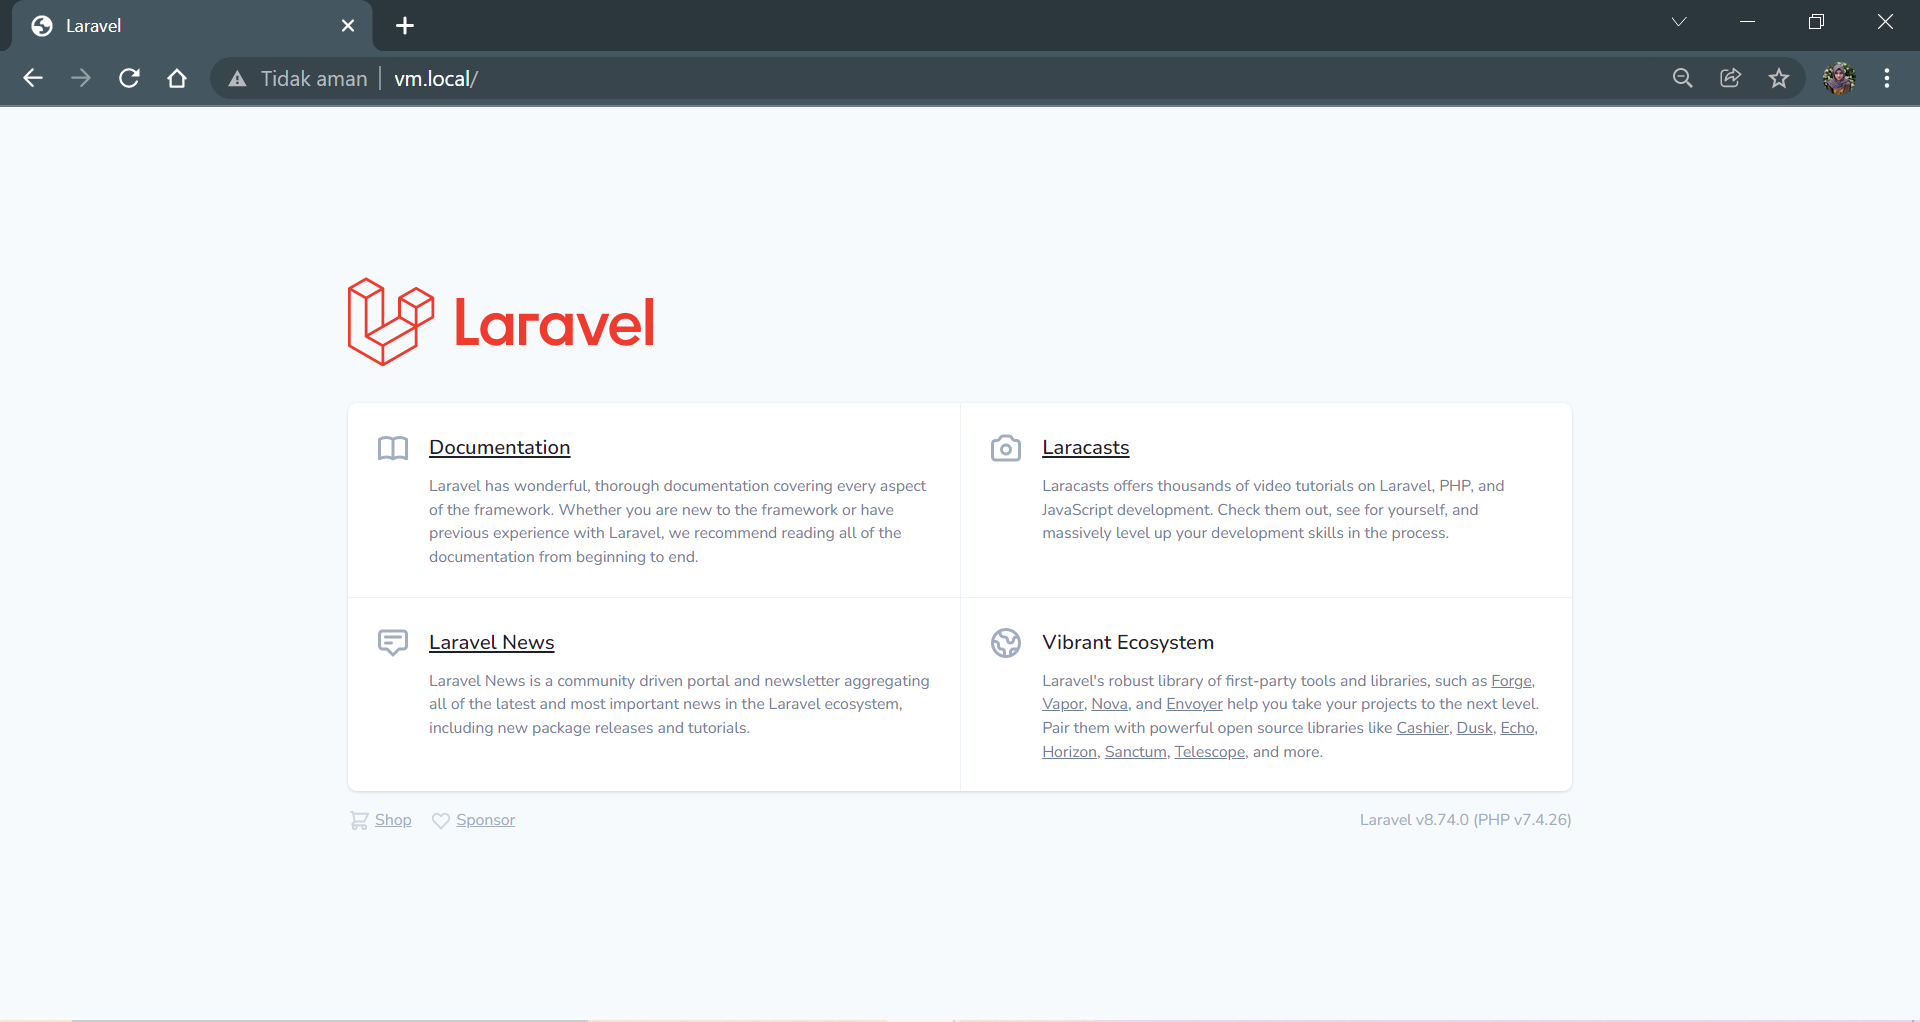 Laravel
Tidak aman
vm.local/
Laravel
Documentation
Laravel has wonderful, thorough documentation covering every aspect
of the framework. Whether you are new to the framework or have
previous experience with Laravel, we recommend reading all of the
documentation from beginning to end.
Laracasts
Laracasts offers thousands of video tutorials on Laravel, PHP, and
JavaScript development. Check them out, see for yourself, and
massively level up your development skills in the process.
Laravel News
Laravel News is a community driven portal and newsletter aggregating
all of the latest and most important news in the Laravel ecosystem,
including new package releases and tutorials.
Vibrant Ecosystem
Laravel's robust library of first-party tools and libraries, such as Forge,
Vapor, Nova, and Envoyer help you take your projects to the next level.
Pair them with powerful open source libraries like Cashier, Dusk, Echo,
Horizon, Sanctum, Telescope, and more.
Shop
Sponsor
Laravel v8.74.0 (PHP v7.4.26)